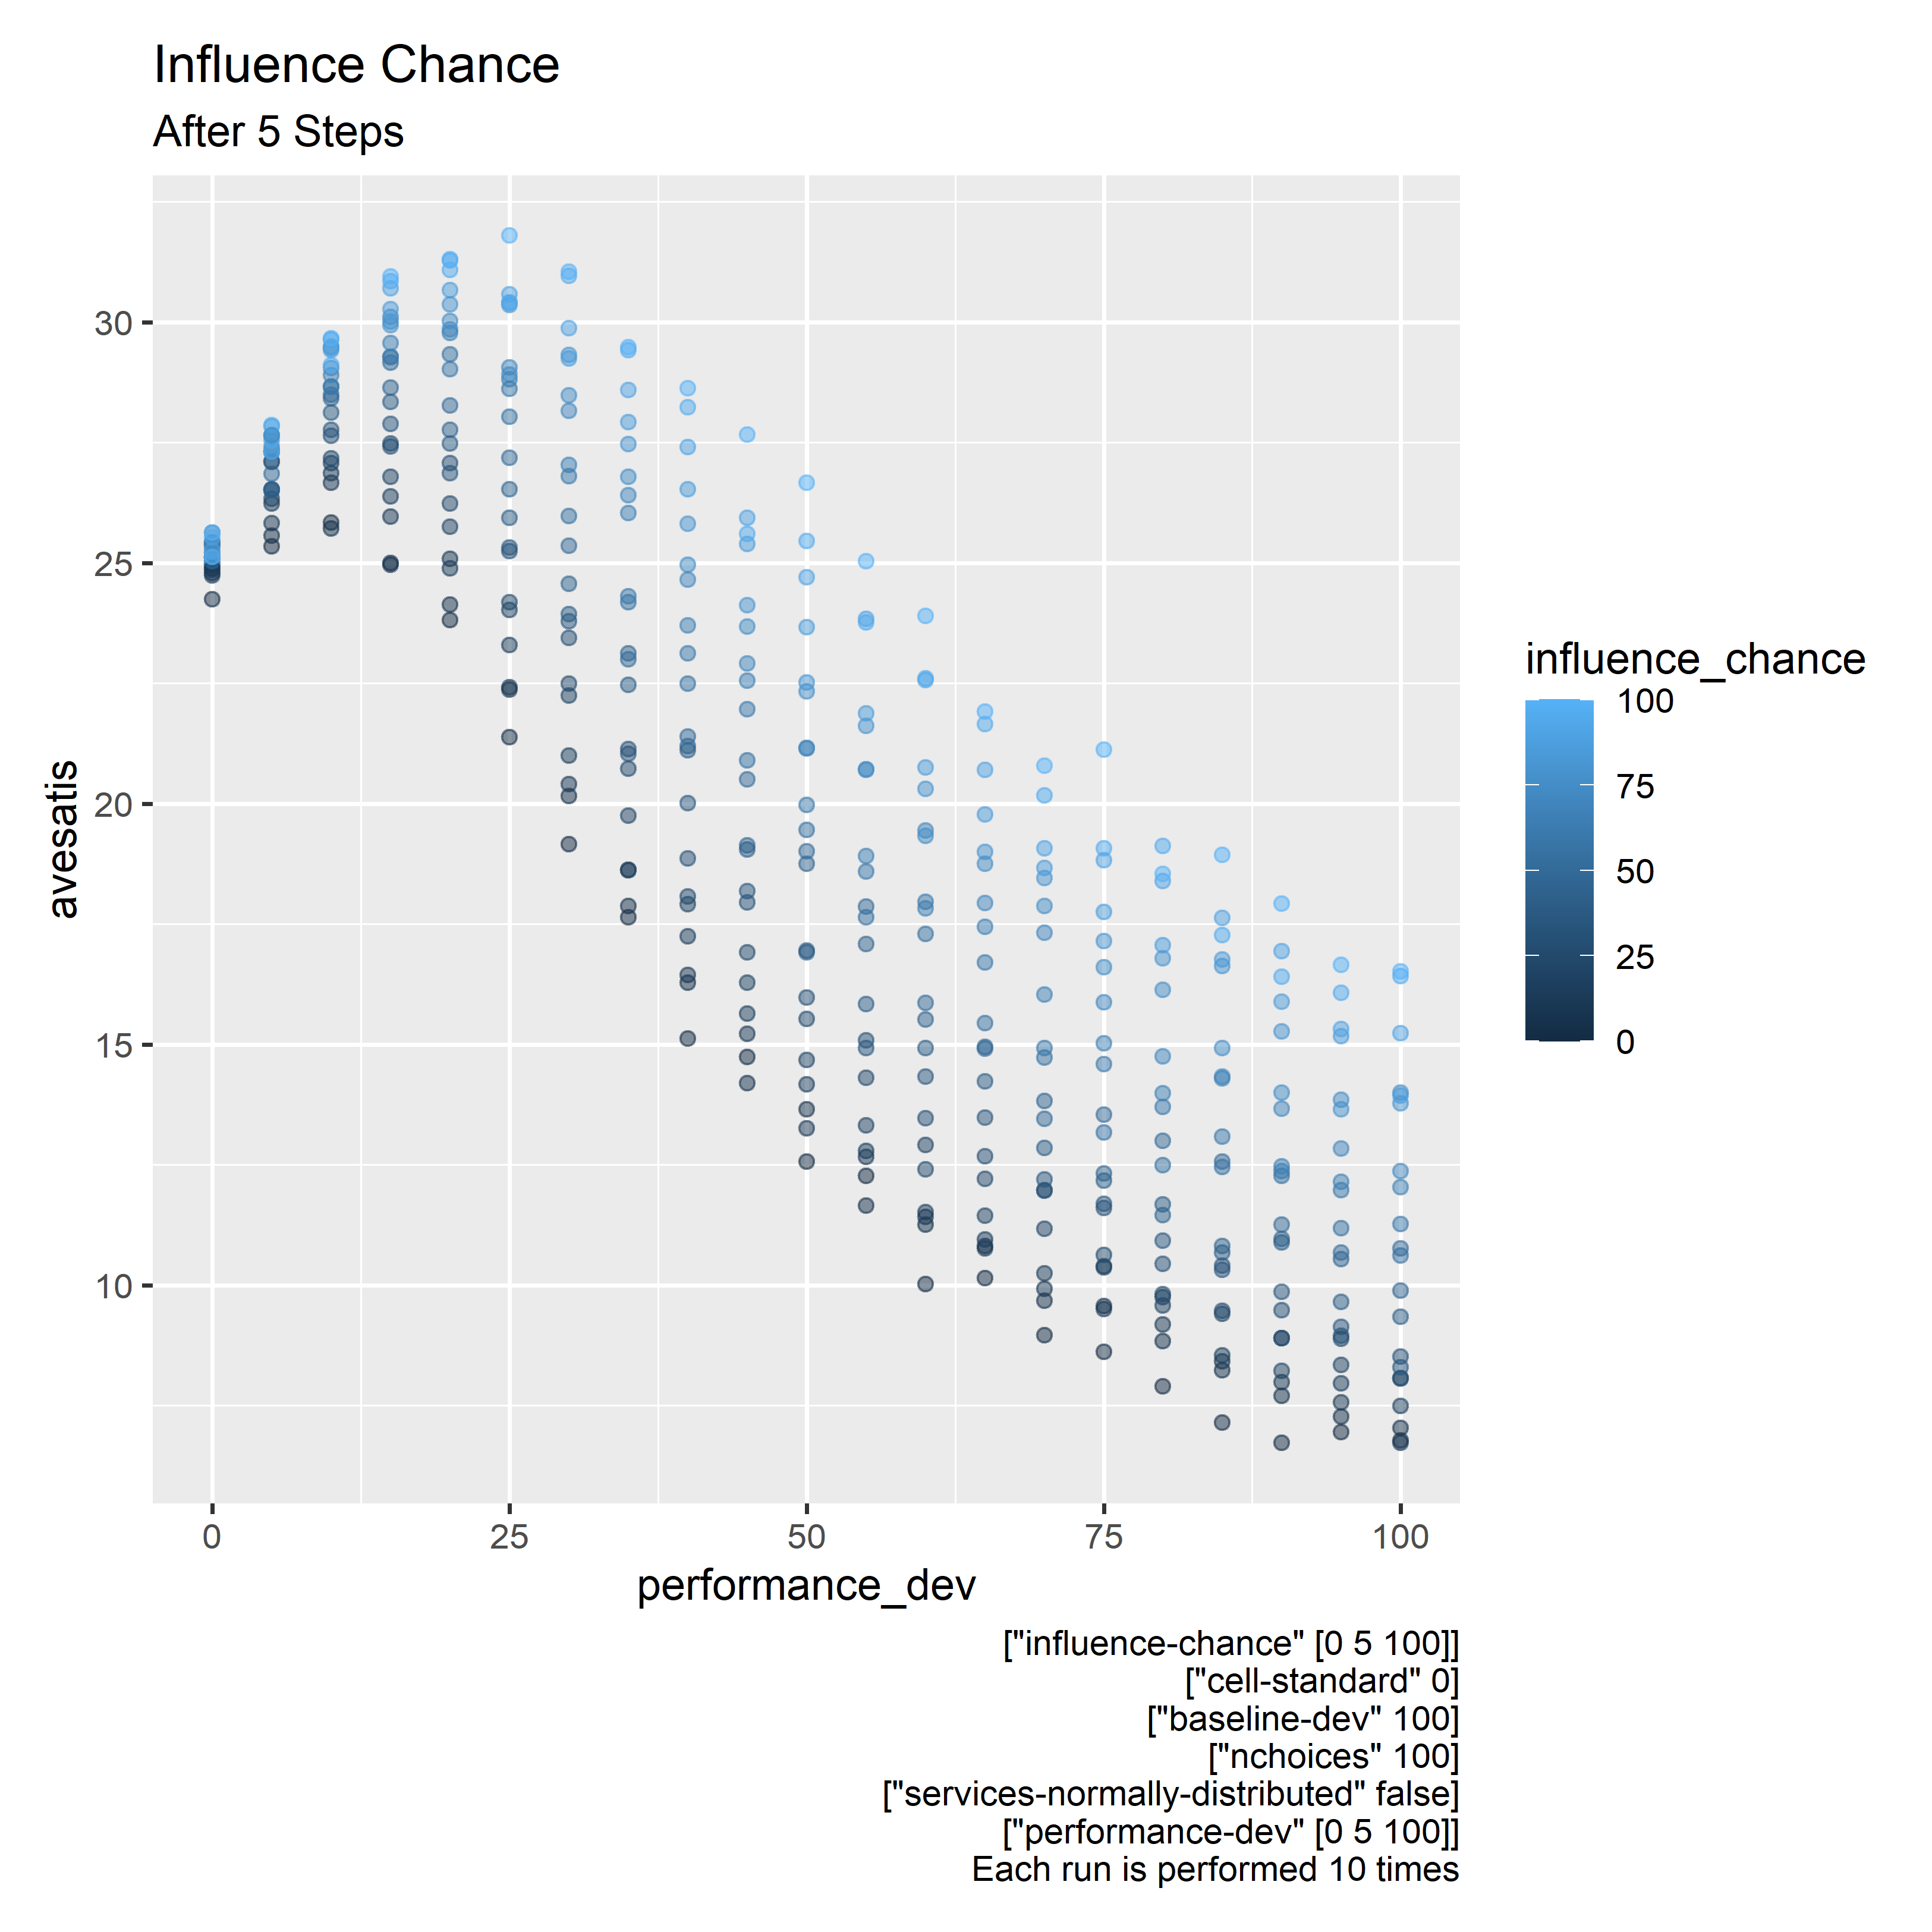 Influence Chance
After 5 Steps
30
25
20
15
10
avesatis
0 25 50 75 100
performance_dev
influence_chance
100
75
50
25
0
["influence-chance" [0 5 100]]
["cell-standard" 0]
["baseline-dev" 100]
["nchoices" 100]
["services-normally-distributed" false]
["performance-dev" [0 5 100]]
Each run is performed 10 times